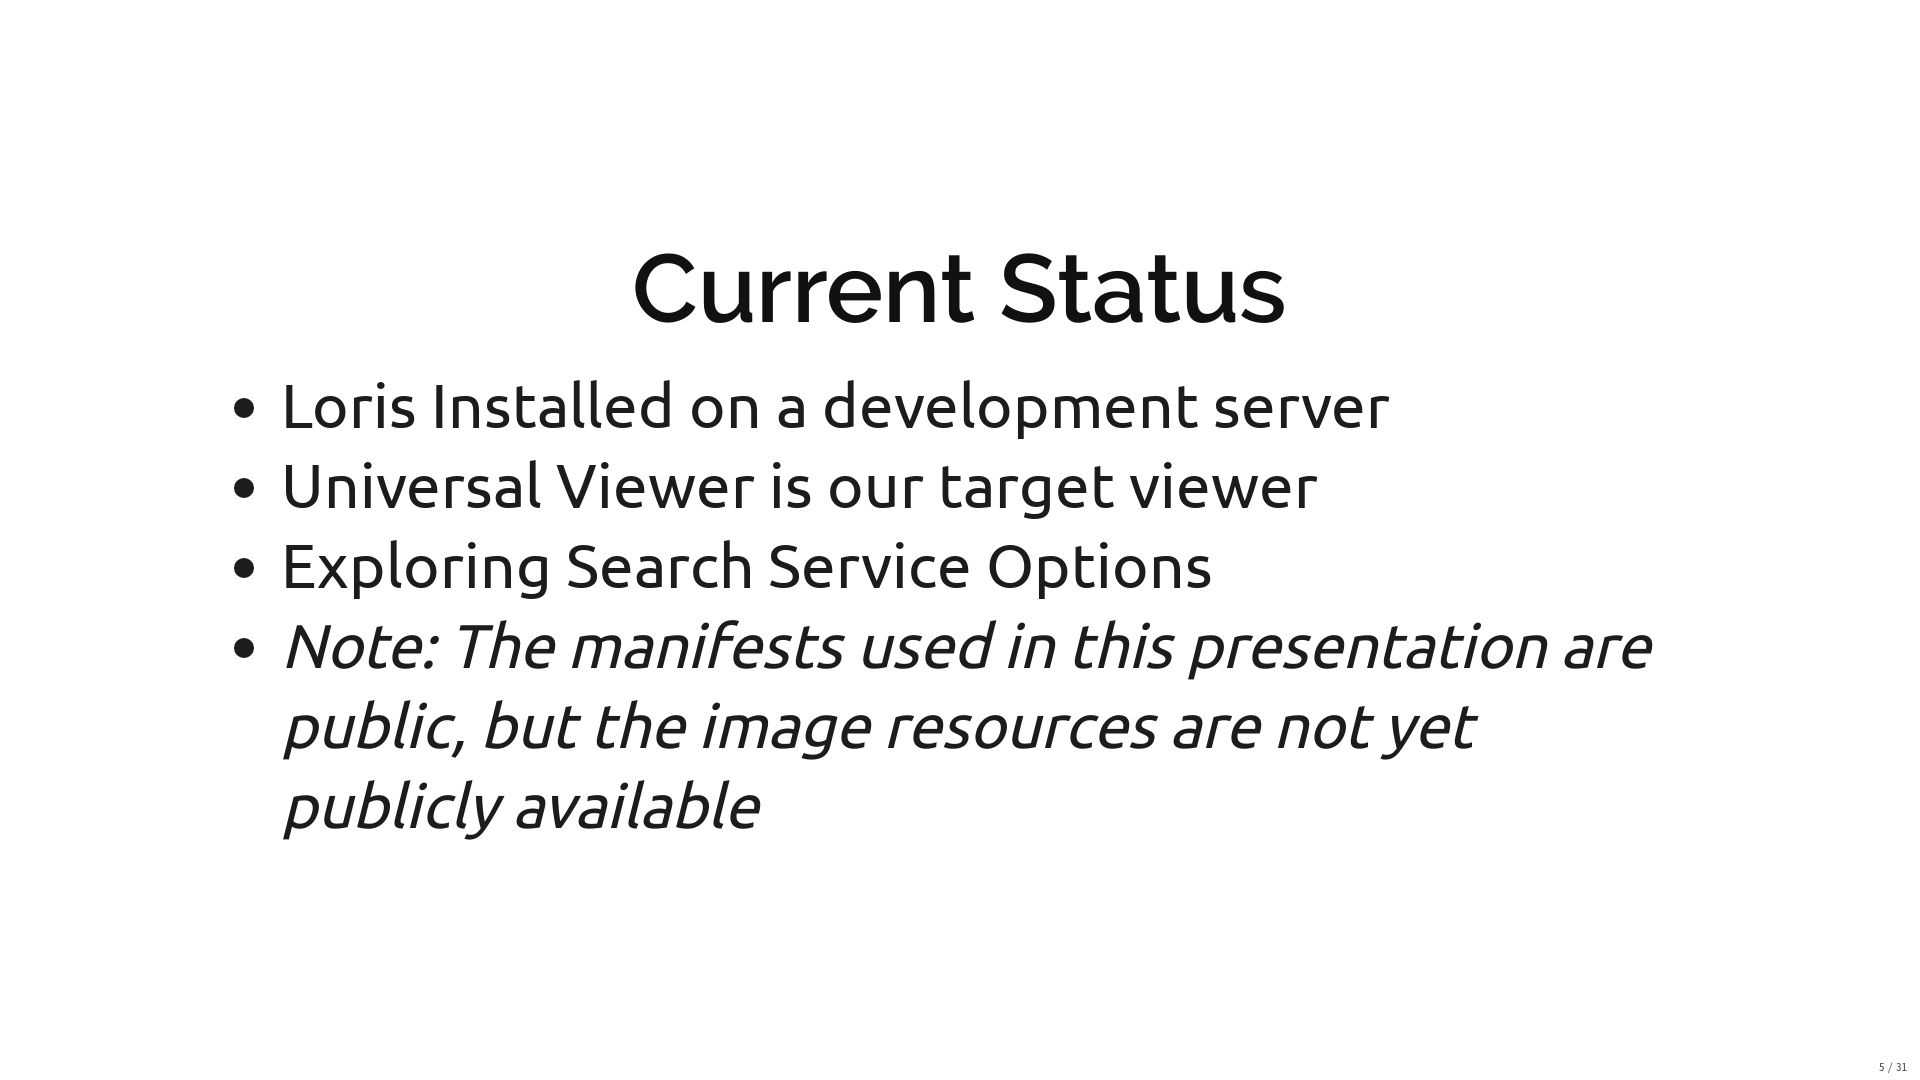 Current Status
• Loris Installed on a development server
• Universal Viewer is our target viewer
• Exploring Search Service Options
• Note: The manifests used in this presentation are
public, but the image resources are not yet
publicly available
5 / 31